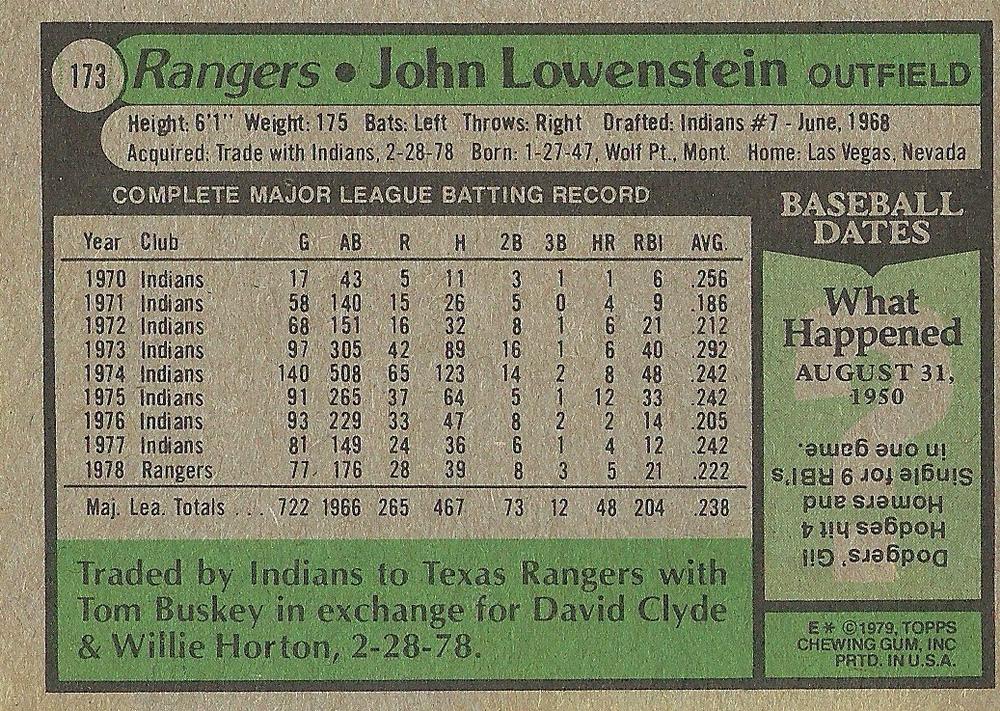 173 Rangers • John Lowenstein OUTFIELD
Height: 6'1" Weight: 175 Bats: Left Throws: Right Drafted: Indians #7 - June, 1968
Acquired: Trade with Indians, 2-28-78 Born: 1-27-47, Wolf Pt., Mont. Home: Las Vegas, Nevada
COMPLETE MAJOR LEAGUE BATTING RECORD
Year Club G AB R H 2B 3B HR RBI AVG.
1970 Indians 17 43 5 11 3 1 1 6 .256
1971 Indians 58 140 15 26 5 0 4 9 .186
1972 Indians 68 151 16 32 8 1 6 21 .212
1973 Indians 97 305 42 89 16 1 6 40 .292
1974 Indians 140 508 65 123 14 2 8 48 .242
1975 Indians 91 265 37 64 5 1 12 33 .242
1976 Indians 93 229 33 47 8 2 2 14 .205
1977 Indians 81 149 24 36 6 1 4 12 .242
1978 Rangers 77 176 28 39 8 3 5 21 .222
Maj. Lea. Totals ... 722 1966 265 467 73 12 48 204 .238
Traded by Indians to Texas Rangers with
Tom Buskey in exchange for David Clyde
& Willie Horton, 2-28-78.
BASEBALL
DATES
What
Happened
AUGUST 31,
1950
Dodgers' Gil
Hodges hit 4
Homers and
Single for 9 RBI's
in one game.
E* ©1979, TOPPS
CHEWING GUM, INC
PRTD. IN U.S.A.